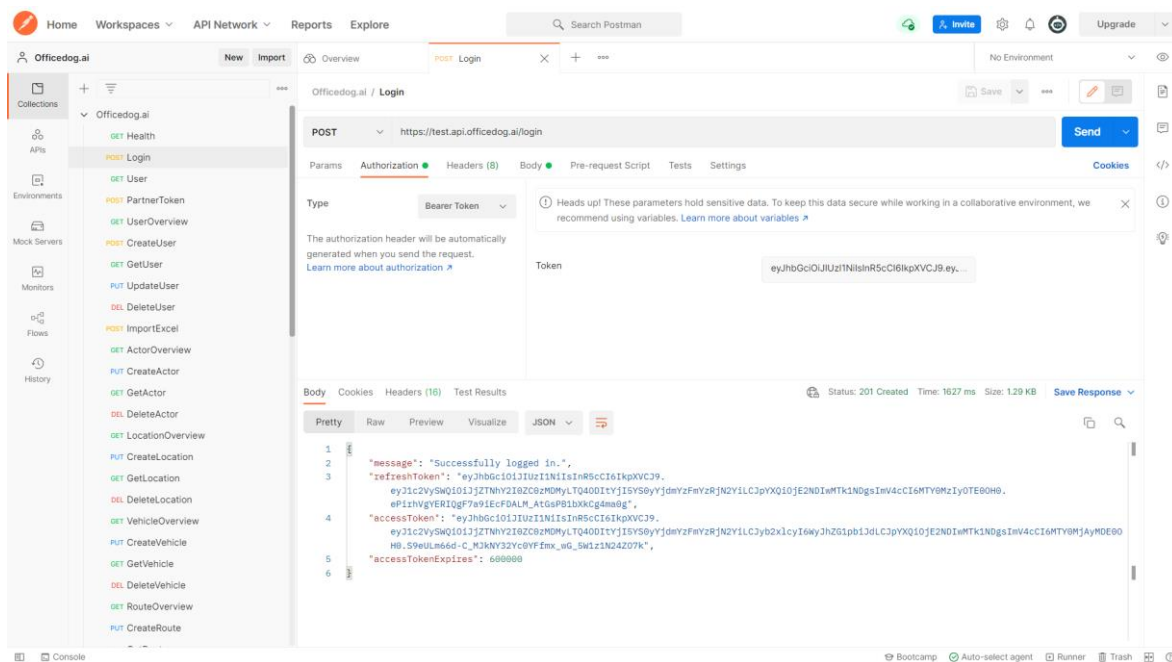 Home Workspaces API Network Reports Explore Search Postman Invite Upgrade
Officedog.ai New Import Overview POST Login No Environment
Collections
APIs
Environments
Mock Servers
Monitors
Flows
History
Officedog.ai
GET Health
POST Login
GET User
POST PartnerToken
GET UserOverview
POST CreateUser
GET GetUser
PUT UpdateUser
DEL DeleteUser
POST ImportExcel
GET ActorOverview
PUT CreateActor
GET GetActor
DEL DeleteActor
GET LocationOverview
PUT CreateLocation
GET GetLocation
DEL DeleteLocation
GET VehicleOverview
PUT CreateVehicle
GET GetVehicle
DEL DeleteVehicle
GET RouteOverview
PUT CreateRoute
Officedog.ai / Login Save
POST https://test.api.officedog.ai/login Send
Params Authorization Headers (8) Body Pre-request Script Tests Settings Cookies
Type Bearer Token
The authorization header will be automatically
generated when you send the request.
Learn more about authorization
Heads up! These parameters hold sensitive data. To keep this data secure while working in a collaborative environment, we
recommend using variables. Learn more about variables
Token
Body Cookies Headers (16) Test Results Status: 201 Created Time: 1627 ms Size: 1.29 KB Save Response
Pretty Raw Preview Visualize JSON
1 {
2 "message": "Successfully logged in.",
3 "refreshToken":
4 "accessToken":
5 "accessTokenExpires": 600000
6 }
Console Bootcamp Auto-select agent Runner Trash